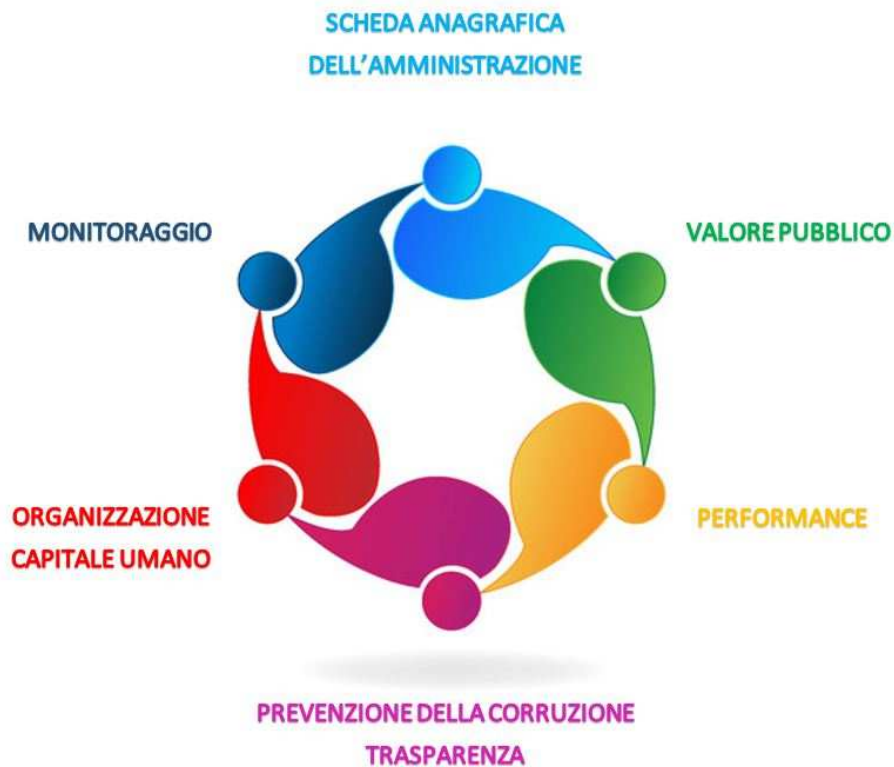 SCHEDA ANAGRAFICA
DELL'AMMINISTRAZIONE
MONITORAGGIO
VALORE PUBBLICO
ORGANIZZAZIONE
CAPITALE UMANO
PERFORMANCE
PREVENZIONE DELLA CORRUZIONE
TRASPARENZA